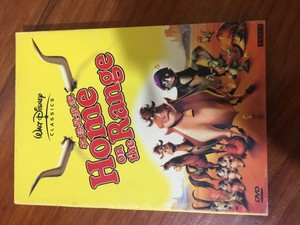 WALT DISNEY
CLASSICS
Home
on
the Range
DVD